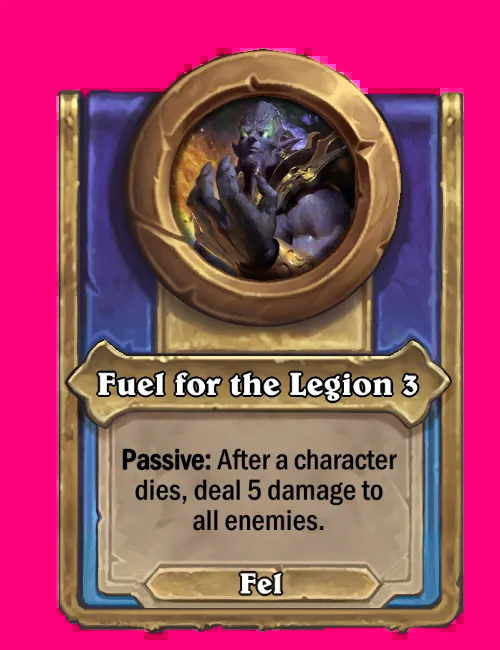 Fuel for the Legion 3
Passive: After a character
dies, deal 5 damage to
all enemies.
Fel